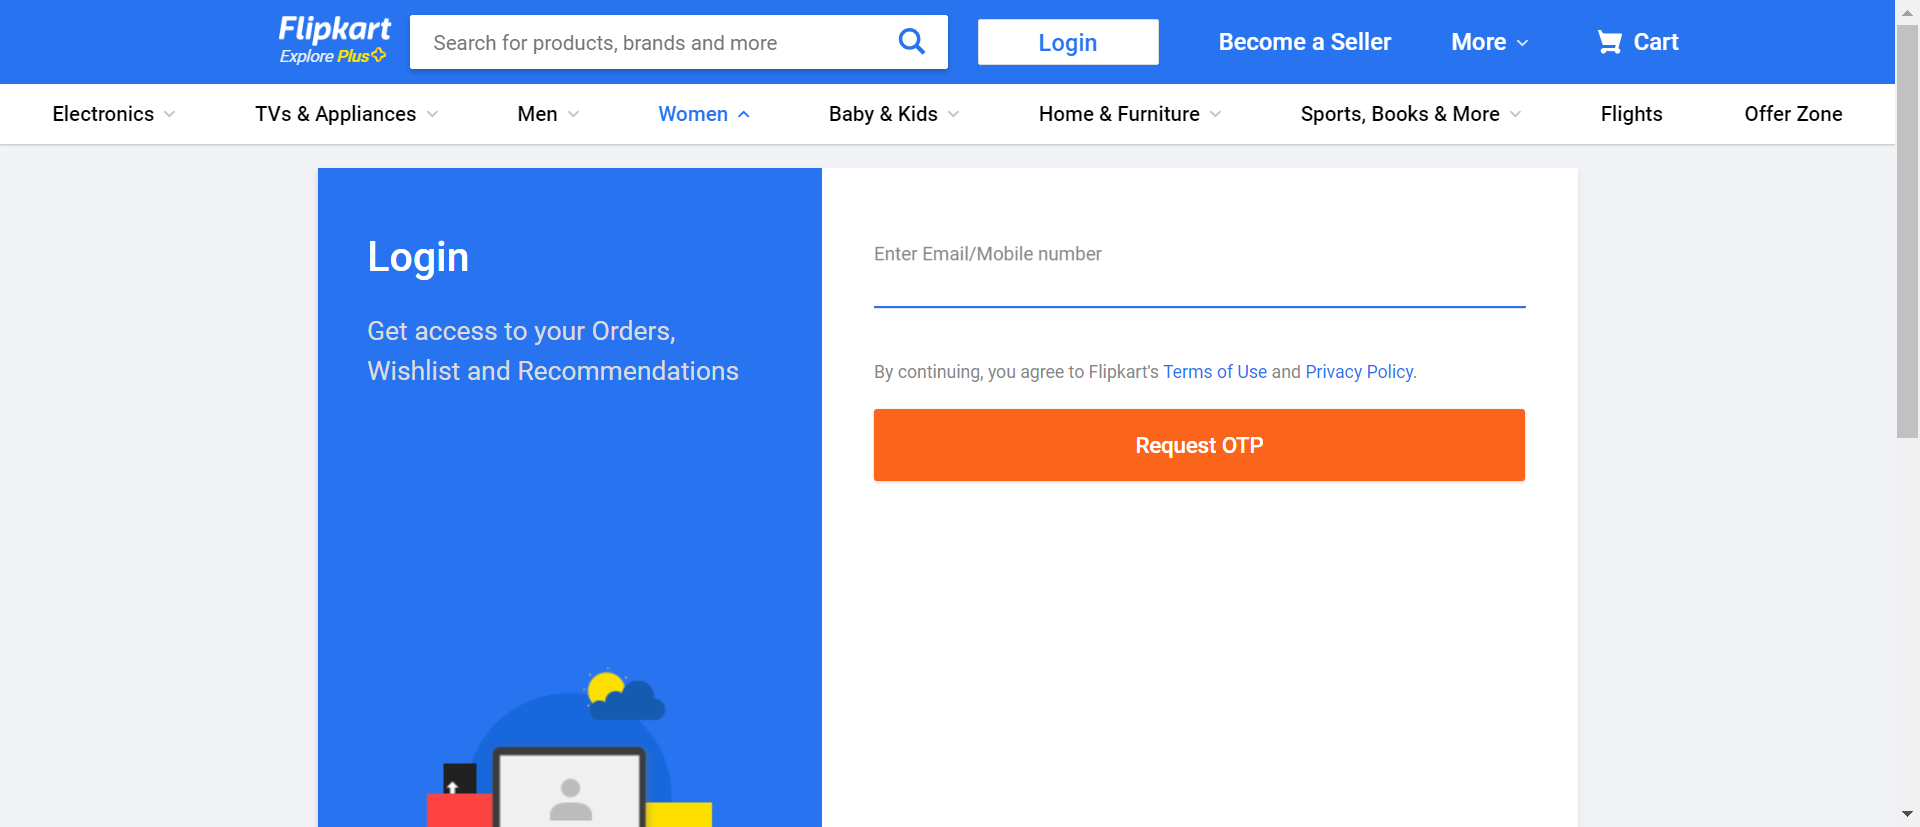 Flipkart
Explore Plus
Search for products, brands and more
Login
Become a Seller
More
Cart
Electronics
TVs & Appliances
Men
Women
Baby & Kids
Home & Furniture
Sports, Books & More
Flights
Offer Zone
Login
Get access to your Orders,
Wishlist and Recommendations
Enter Email/Mobile number
By continuing, you agree to Flipkart's Terms of Use and Privacy Policy.
Request OTP